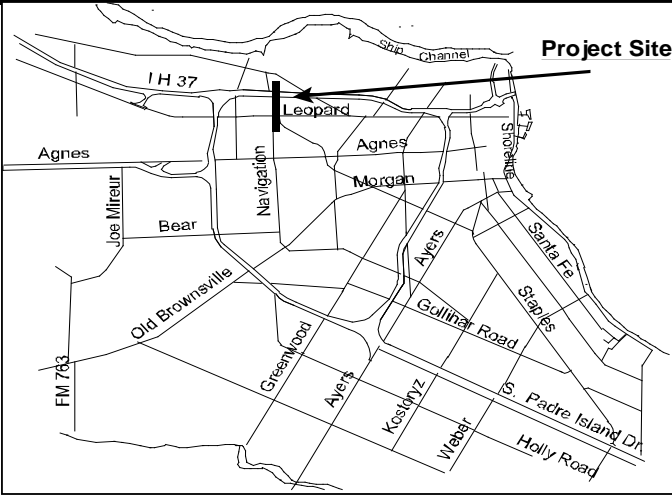 Project Site
Ship Channel
I H 37
Leopard
Agnes
Agnes
Shoreline
Navigation
Morgan
Joe Mireur
Bear
Ayers
Santa Fe
Old Brownsville
Staples
Gollihar Road
Greenwood
FM 763
Ayers
Kostoryz
S. Padre Island Dr.
Weber
Holly Road